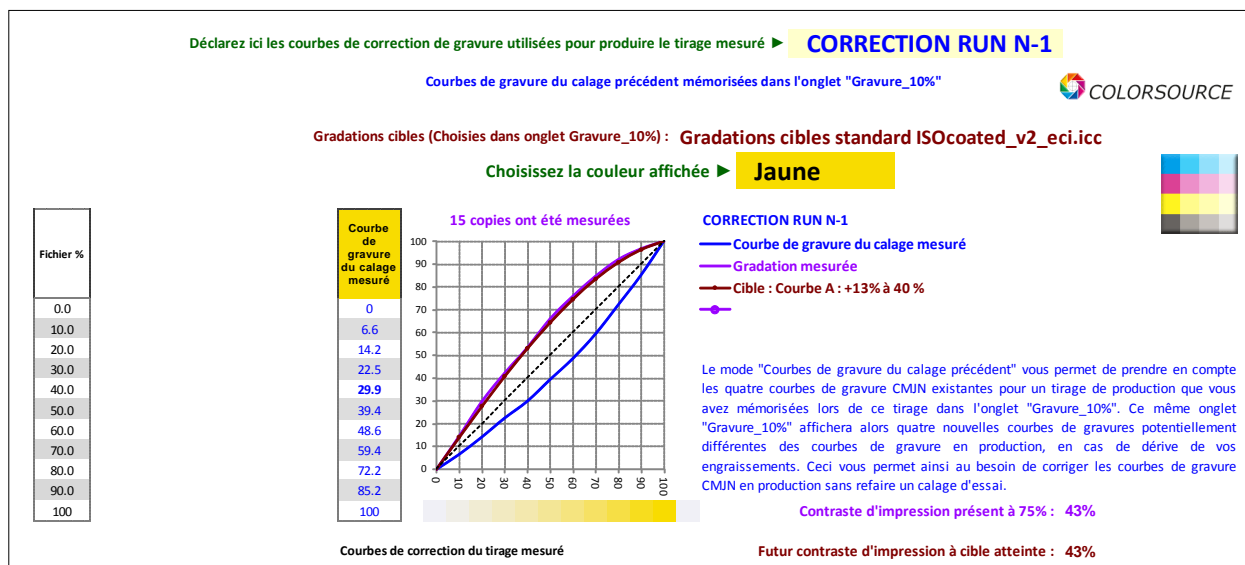 Déclarez ici les courbes de correction de gravure utilisées pour produire le tirage mesuré ► CORRECTION RUN N-1
Courbes de gravure du calage précédent mémorisées dans l'onglet "Gravure_10%"
COLORSOURCE
Gradations cibles (Choisies dans onglet Gravure_10%) : Gradations cibles standard ISOcoated_v2_eci.icc
Choisissez la couleur affichée ► Jaune
Fichier %
0.0
10.0
20.0
30.0
40.0
50.0
60.0
70.0
80.0
90.0
100
Courbe
de
gravure
du calage
mesuré
0
6.6
14.2
22.5
29.9
39.4
48.6
59.4
72.2
85.2
100
15 copies ont été mesurées
100
90
80
70
60
50
40
30
20
10
0
0 10 20 30 40 50 60 70 80 90 100
CORRECTION RUN N-1
Courbe de gravure du calage mesuré
Gradation mesurée
Cible : Courbe A : +13% à 40 %
Le mode "Courbes de gravure du calage précédent" vous permet de prendre en compte
les quatre courbes de gravure CMJN existantes pour un tirage de production que vous
avez mémorisées lors de ce tirage dans l'onglet "Gravure_10%". Ce même onglet
"Gravure_10%" affichera alors quatre nouvelles courbes de gravures potentiellement
différentes des courbes de gravure en production, en cas de dérive de vos
engraissements. Ceci vous permet ainsi au besoin de corriger les courbes de gravure
CMJN en production sans refaire un calage d'essai.
Contraste d'impression présent à 75% : 43%
Courbes de correction du tirage mesuré
Futur contraste d'impression à cible atteinte : 43%